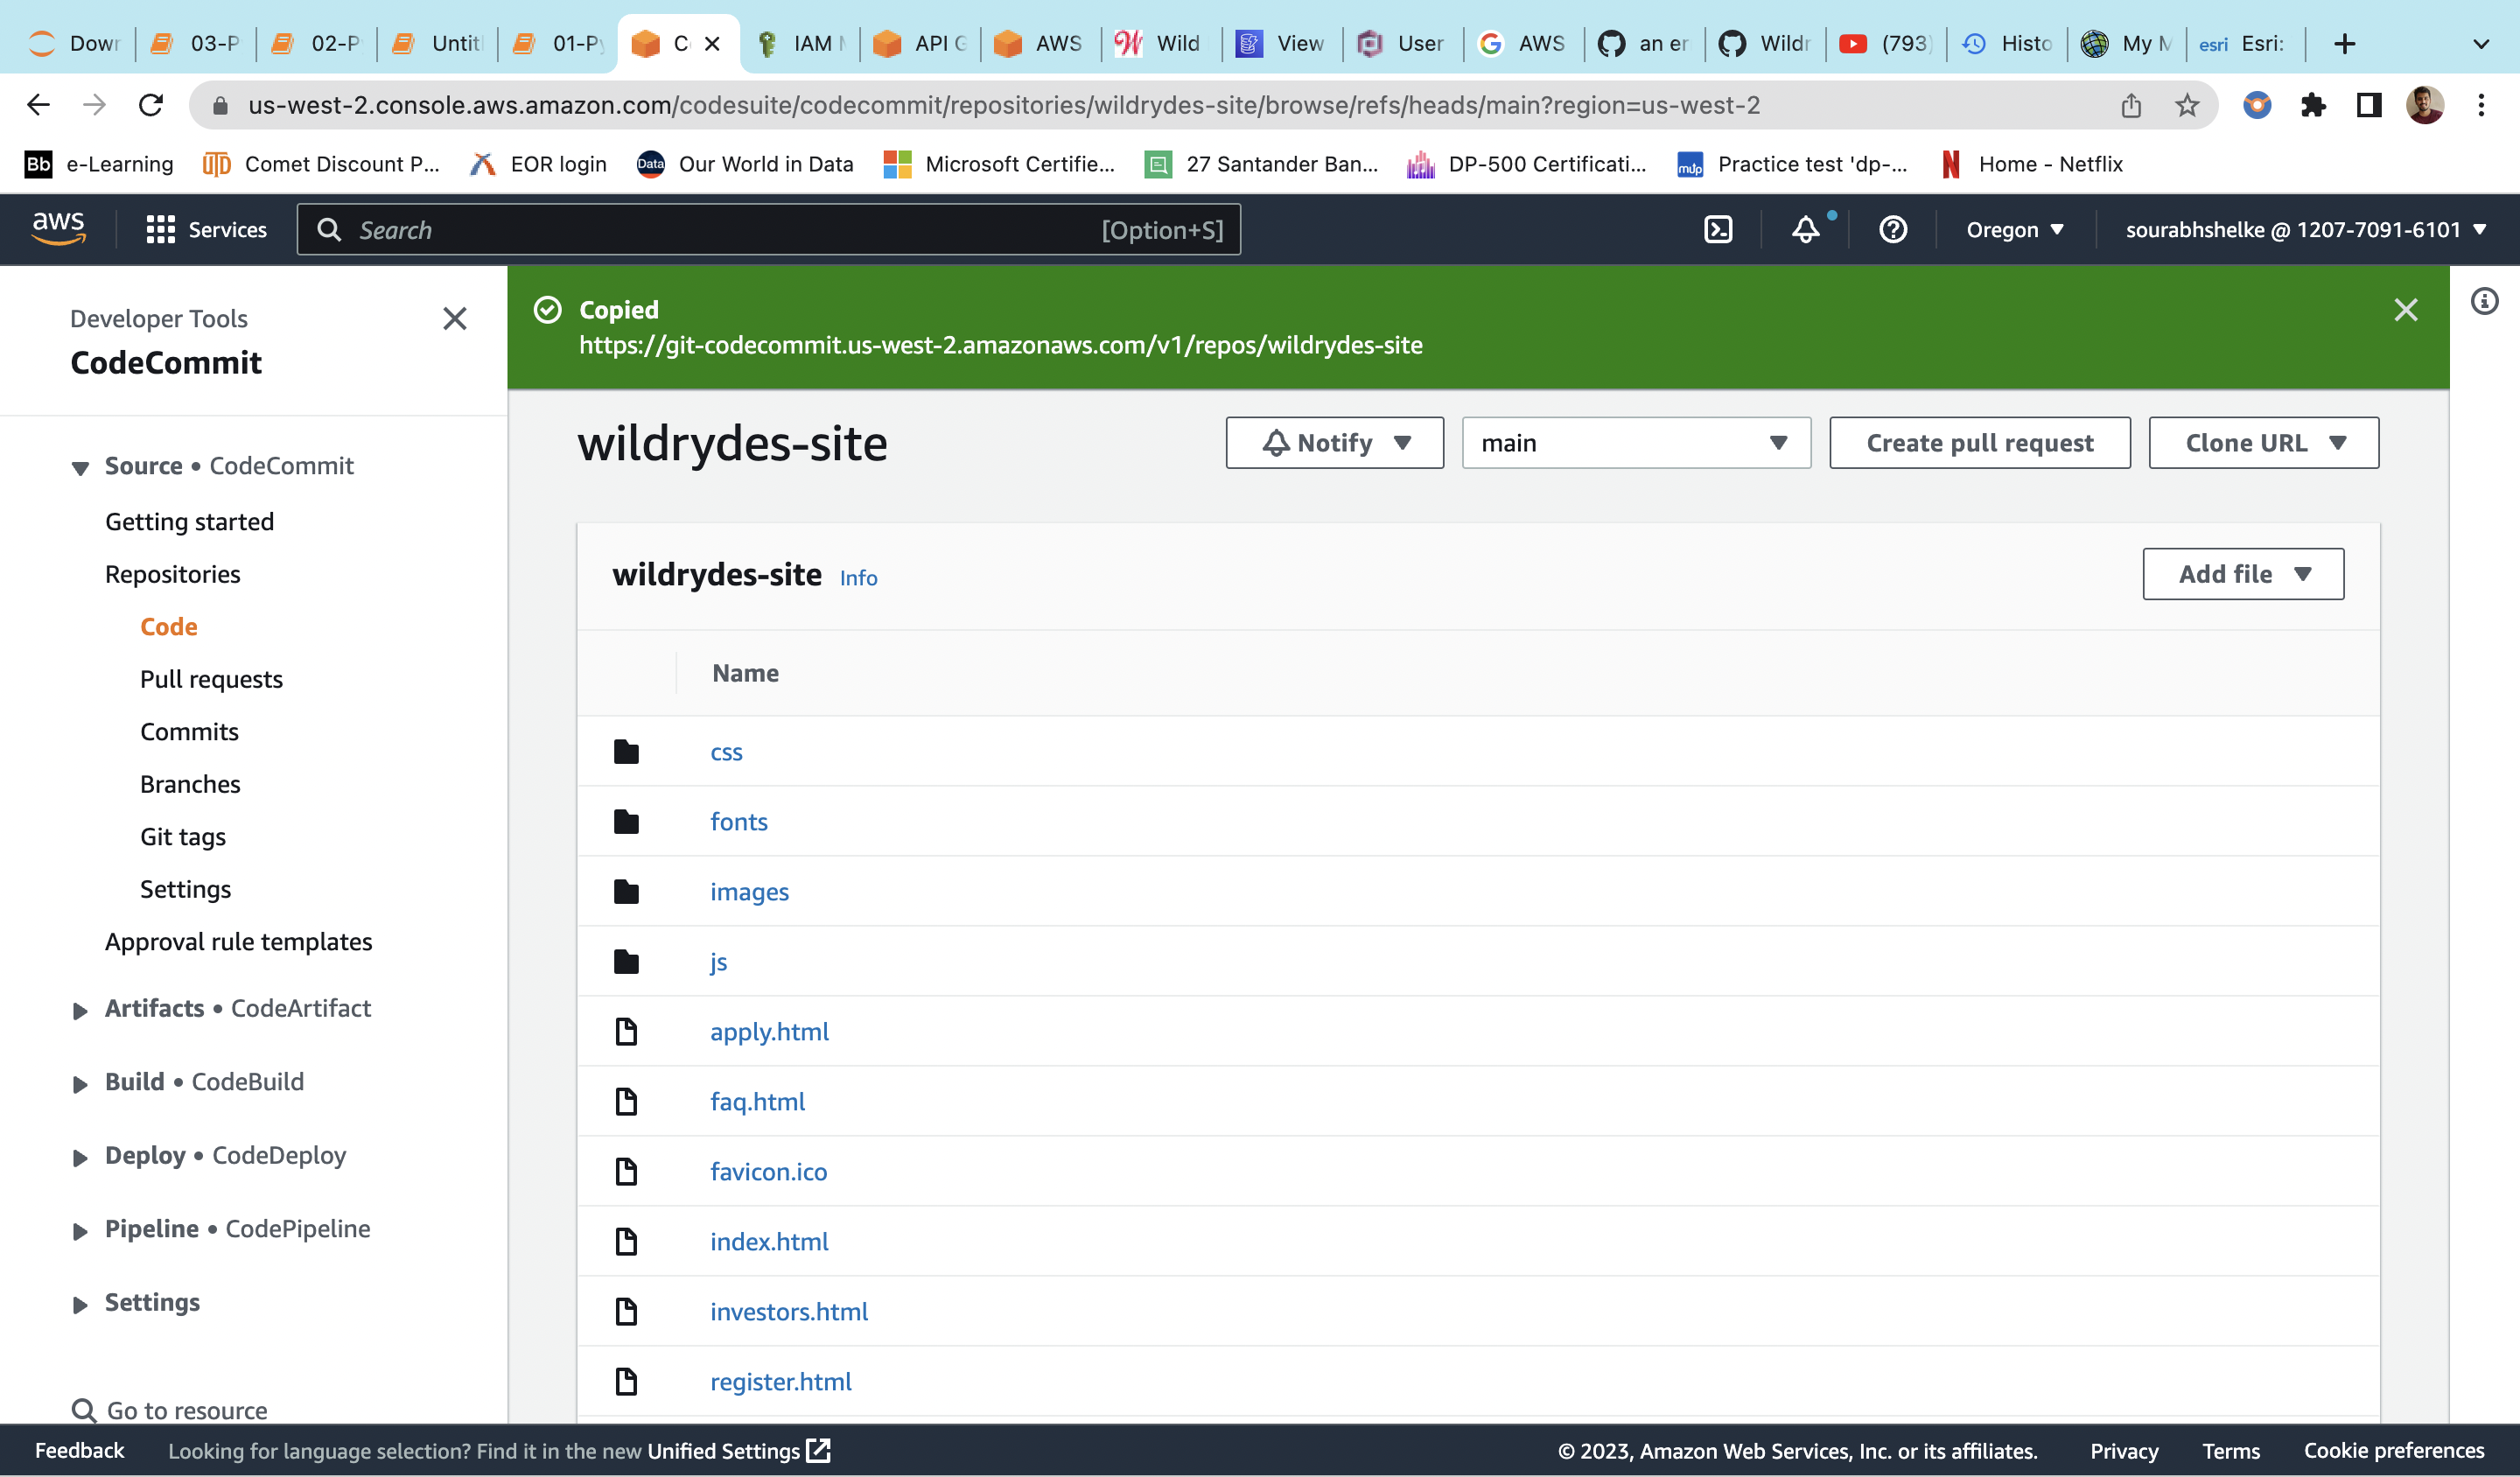 Down 03-P 02-P Untitl 01-Py C IAM M API G AWS Wild View User AWS an er Wildr (793) Histo My M esri Esri:
us-west-2.console.aws.amazon.com/codesuite/codecommit/repositories/wildrydes-site/browse/refs/heads/main?region=us-west-2
Bb e-Learning UTD Comet Discount P... EOR login Data Our World in Data Microsoft Certifie... 27 Santander Ban... DP-500 Certificati... mdp Practice test 'dp-... N Home - Netflix
aws Services Search [Option+S] Oregon ▼ sourabhshelke @ 1207-7091-6101 ▼
Developer Tools
CodeCommit
Source • CodeCommit
Getting started
Repositories
Code
Pull requests
Commits
Branches
Git tags
Settings
Approval rule templates
Artifacts • CodeArtifact
Build • CodeBuild
Deploy • CodeDeploy
Pipeline • CodePipeline
Settings
Go to resource
Copied
https://git-codecommit.us-west-2.amazonaws.com/v1/repos/wildrydes-site
wildrydes-site
Notify main Create pull request Clone URL
wildrydes-site Info Add file
Name
css
fonts
images
js
apply.html
faq.html
favicon.ico
index.html
investors.html
register.html
Feedback Looking for language selection? Find it in the new Unified Settings © 2023, Amazon Web Services, Inc. or its affiliates. Privacy Terms Cookie preferences